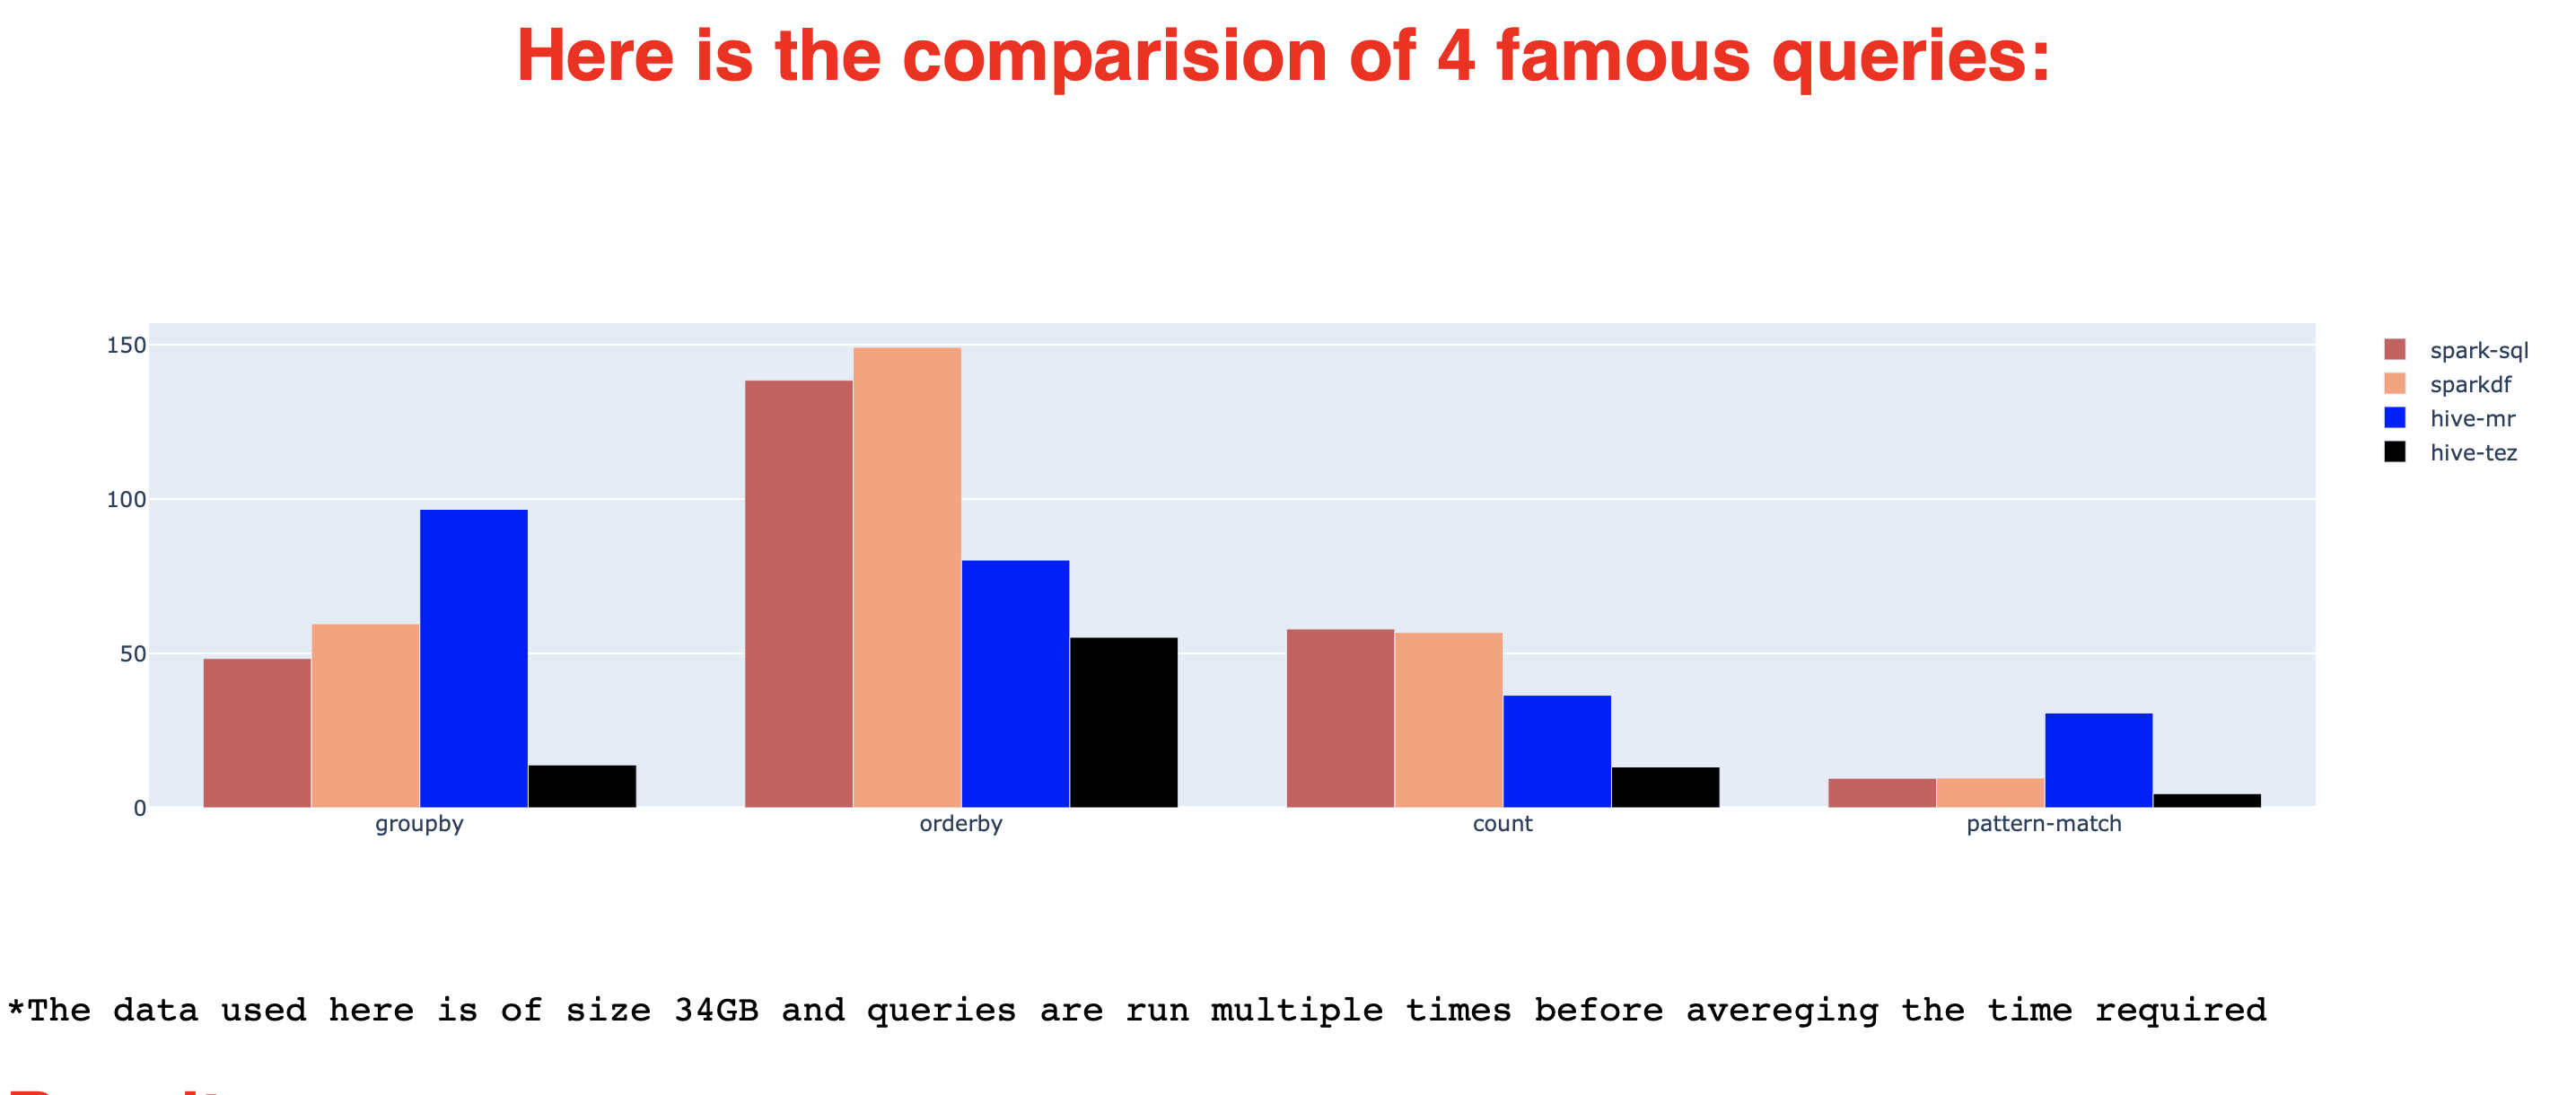 Here is the comparision of 4 famous queries:
150
100
50
0
groupby
orderby
count
pattern-match
spark-sql
sparkdf
hive-mr
hive-tez
*The data used here is of size 34GB and queries are run multiple times before avereging the time required